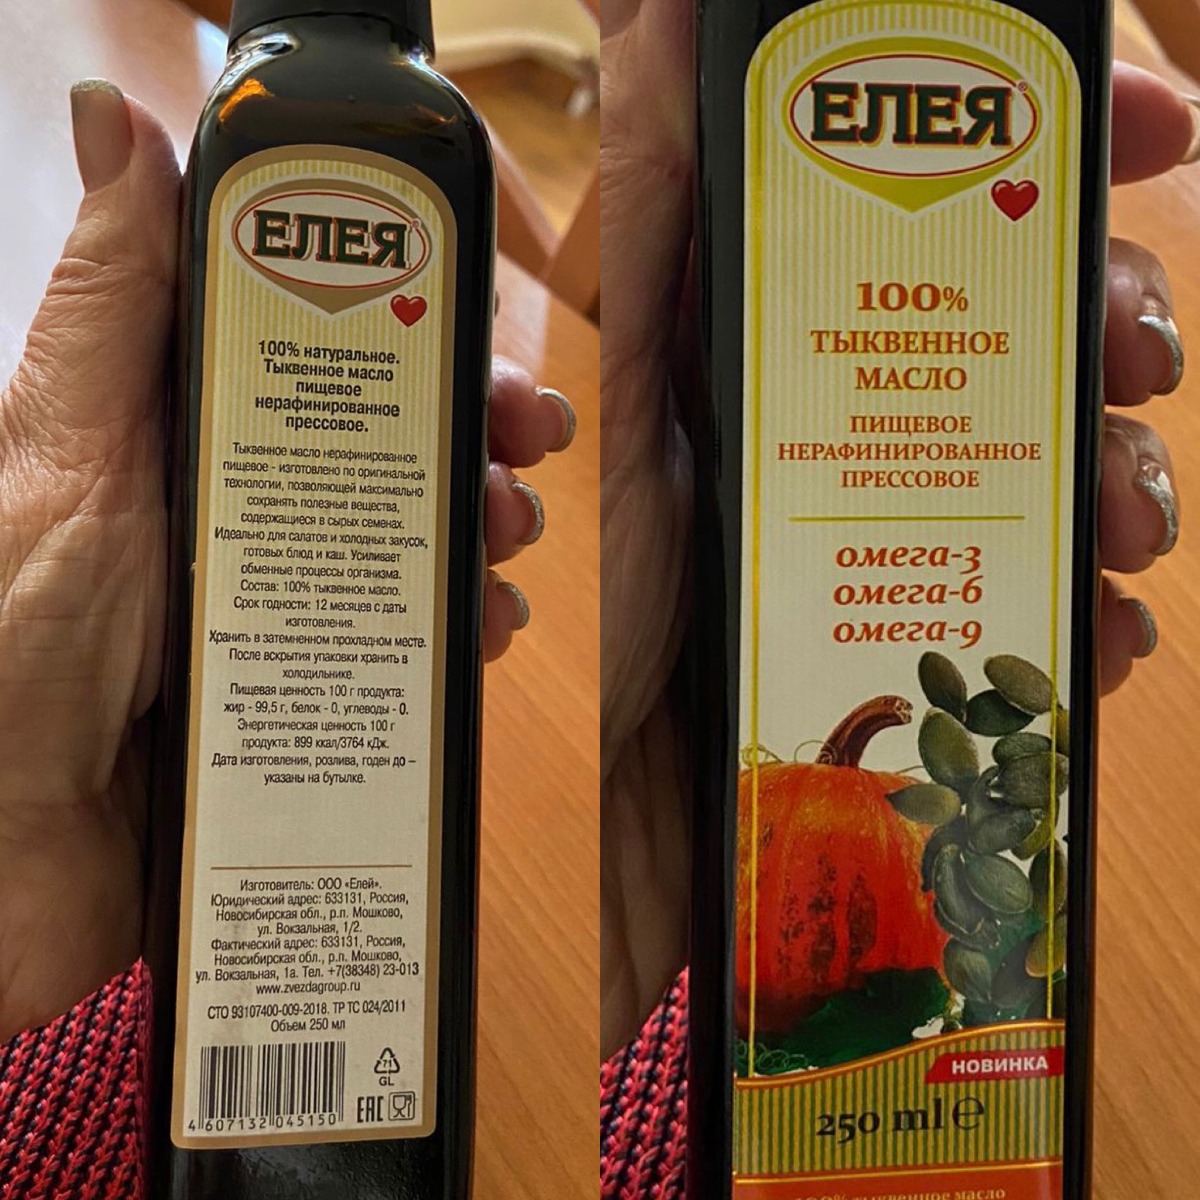 ЕЛЕЯ®
100% натуральное.
Тыквенное масло
пищевое
нерафинированное
прессовое.
Тыквенное масло нерафинированное
пищевое - изготовлено по оригинальной
технологии, позволяющей максимально
сохранять полезные вещества,
содержащиеся в сырых семенах.
Идеально для салатов и холодных закусок,
готовых блюд и каш. Усиливает
обменные процессы организма.
Состав: 100% тыквенное масло.
Срок годности: 12 месяцев с даты
изготовления.
Хранить в затемненном прохладном месте.
После вскрытия упаковки хранить в
холодильнике.
Пищевая ценность 100 г продукта:
жир - 99,5 г, белок - 0, углеводы - 0.
Энергетическая ценность 100 г
продукта: 899 ккал/3764 кДж.
Дата изготовления, розлива, годен до –
указаны на бутылке.
Изготовитель: ООО «Елей».
Юридический адрес: 633131, Россия,
Новосибирская обл., р.п. Мошково,
ул. Вокзальная, 1/2.
Фактический адрес: 633131, Россия,
Новосибирская обл., р.п. Мошково,
ул. Вокзальная, 1а. Тел. +7(38348) 23-013
www.zvezdagroup.ru
СТО 93107400-009-2018. ТР ТС 024/2011
Объем 250 мл
71
GL
EAC
4 607132 045150
ЕЛЕЯ®
100%
ТЫКВЕННОЕ
МАСЛО
ПИЩЕВОЕ
НЕРАФИНИРОВАННОЕ
ПРЕССОВОЕ
омега-3
омега-6
омега-9
НОВИНКА
250 ml ℮
100% тыквенное масло